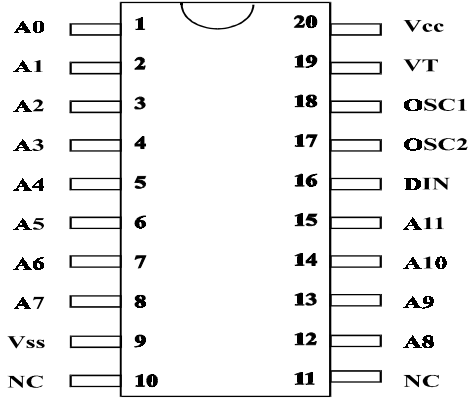 A0 1 20 Vcc
A1 2 19 VT
A2 3 18 OSC1
A3 4 17 OSC2
A4 5 16 DIN
A5 6 15 A11
A6 7 14 A10
A7 8 13 A9
Vss 9 12 A8
NC 10 11 NC